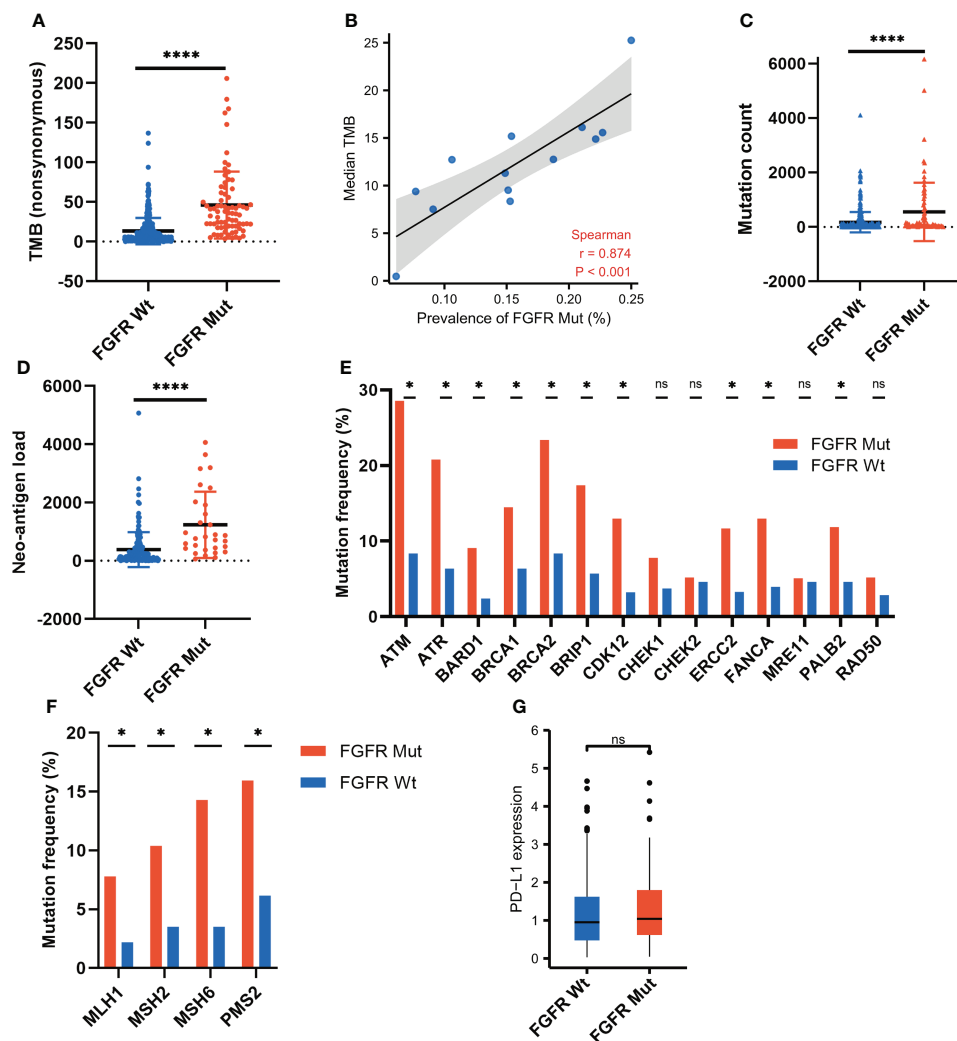 A
TMB (nonsynonymous)
250
200
150
100
50
0
-50
****
FGFR Wt
FGFR Mut
B
Median TMB
25
20
15
10
5
0
Spearman
r = 0.874
P < 0.001
0.10
0.15
0.20
0.25
Prevalence of FGFR Mut (%)
C
Mutation count
6000
4000
2000
0
-2000
****
FGFR Wt
FGFR Mut
D
Neo-antigen load
6000
4000
2000
0
-2000
****
FGFR Wt
FGFR Mut
E
Mutation frequency (%)
30
20
10
0
* * * * * * * ns ns * * ns * ns
FGFR Mut
FGFR Wt
ATM
ATR
BARD1
BRCA1
BRCA2
BRIP1
CDK12
CHEK1
CHEK2
ERCC2
FANCA
MRE11
PALB2
RAD50
F
Mutation frequency (%)
20
15
10
5
0
* * * *
FGFR Mut
FGFR Wt
MLH1
MSH2
MSH6
PMS2
G
PD−L1 expression
6
5
4
3
2
1
0
ns
FGFR Wt
FGFR Mut